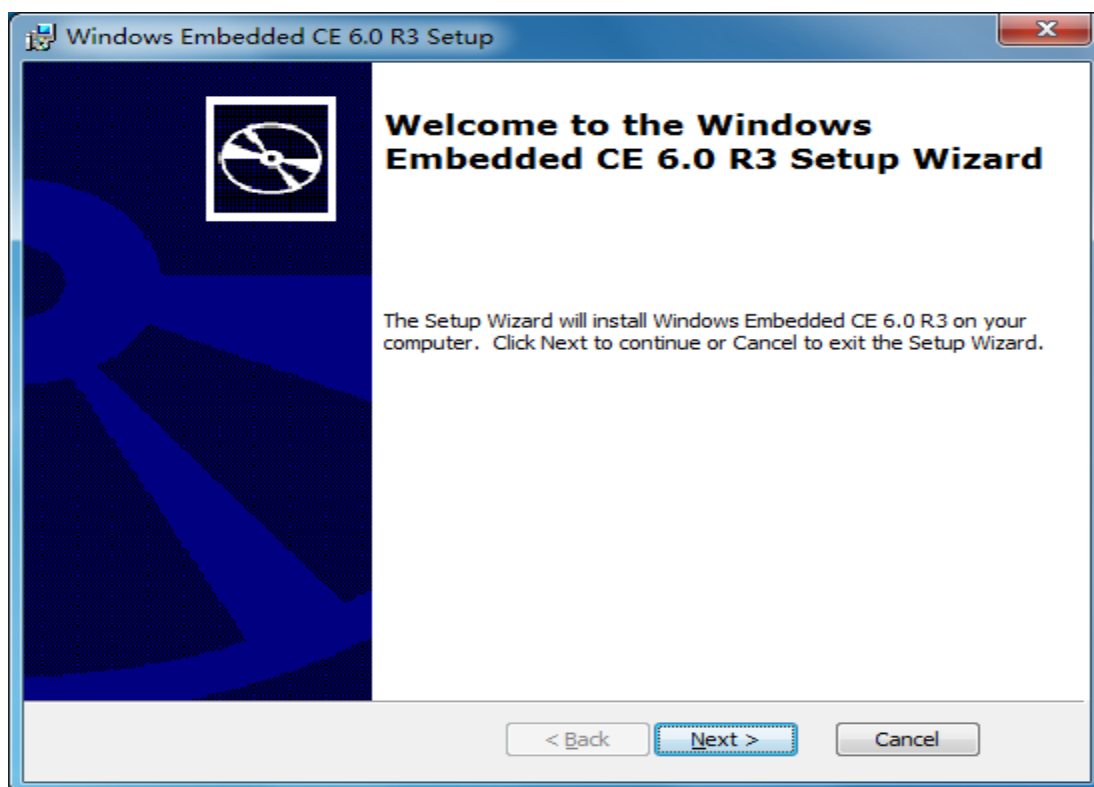 Windows Embedded CE 6.0 R3 Setup
Welcome to the Windows
Embedded CE 6.0 R3 Setup Wizard
The Setup Wizard will install Windows Embedded CE 6.0 R3 on your
computer.  Click Next to continue or Cancel to exit the Setup Wizard.
< Back
Next >
Cancel